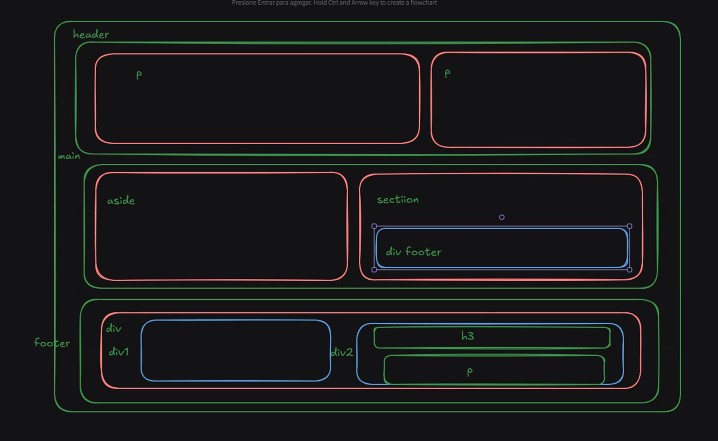 Presione Entrar para agregar. Hold Ctrl and Arrow key to create a flowchart
header
p
p
main
aside
sectiion
div footer
footer
div
div1
div2
h3
p